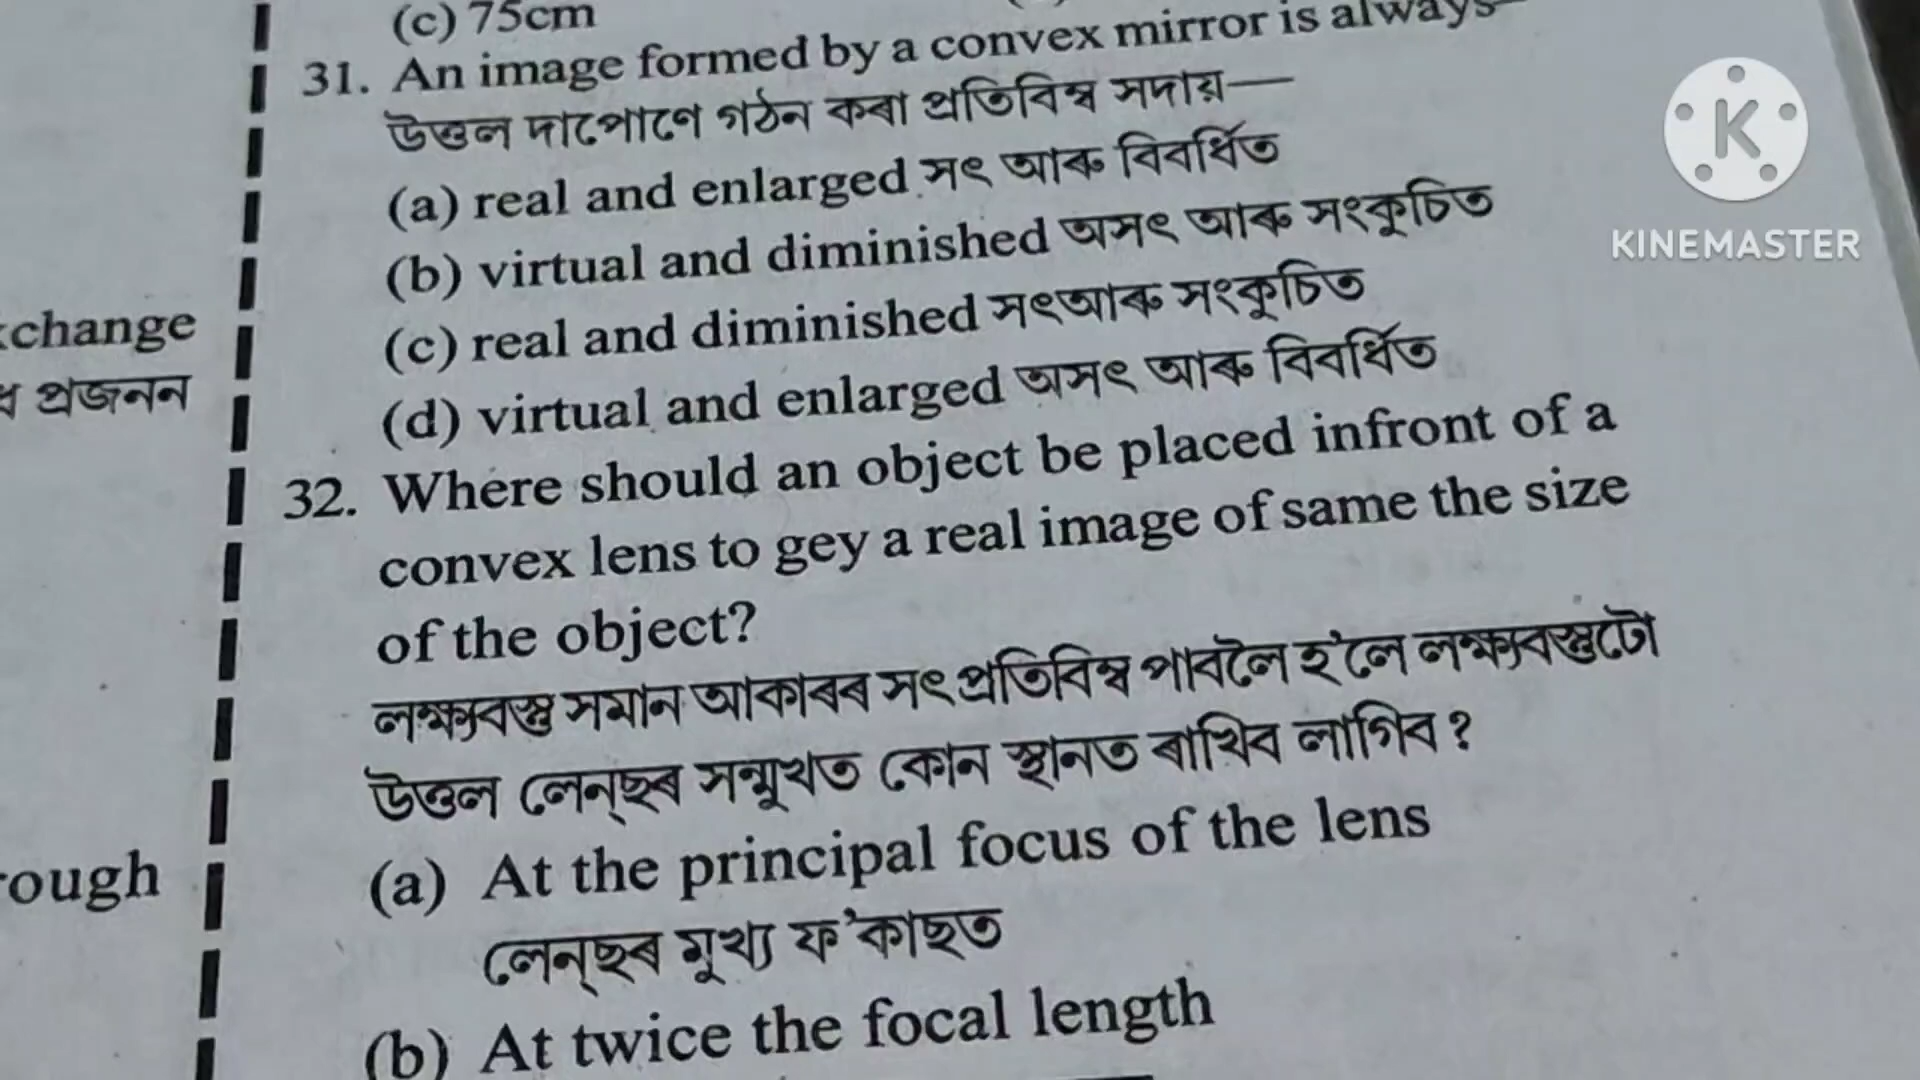 (c) 75cm
31. An image formed by a convex mirror is always
উত্তল দাপোণে গঠন কৰা প্ৰতিবিম্ব সদায়—
(a) real and enlarged সৎ আৰু বিবৰ্ধিত
(b) virtual and diminished অসৎ আৰু সংকূচিত
(c) real and diminished সৎআৰু সংকূচিত
(d) virtual and enlarged অসৎ আৰু বিবৰ্ধিত
32. Where should an object be placed infront of a
convex lens to gey a real image of same the size
of the object?
লক্ষ্যবস্তু সমান আকাৰৰ সৎ প্ৰতিবিম্ব পাবলৈ হ'লে লক্ষ্যবস্তুটো
উত্তল লেন্ছৰ সন্মূখত কোন স্থানত ৰাখিব লাগিব ?
(a) At the principal focus of the lens
লেন্ছৰ মূখ্য ফ'কাছত
(b) At twice the focal length
change
প্ৰজনন
ough
K
KINEMASTER